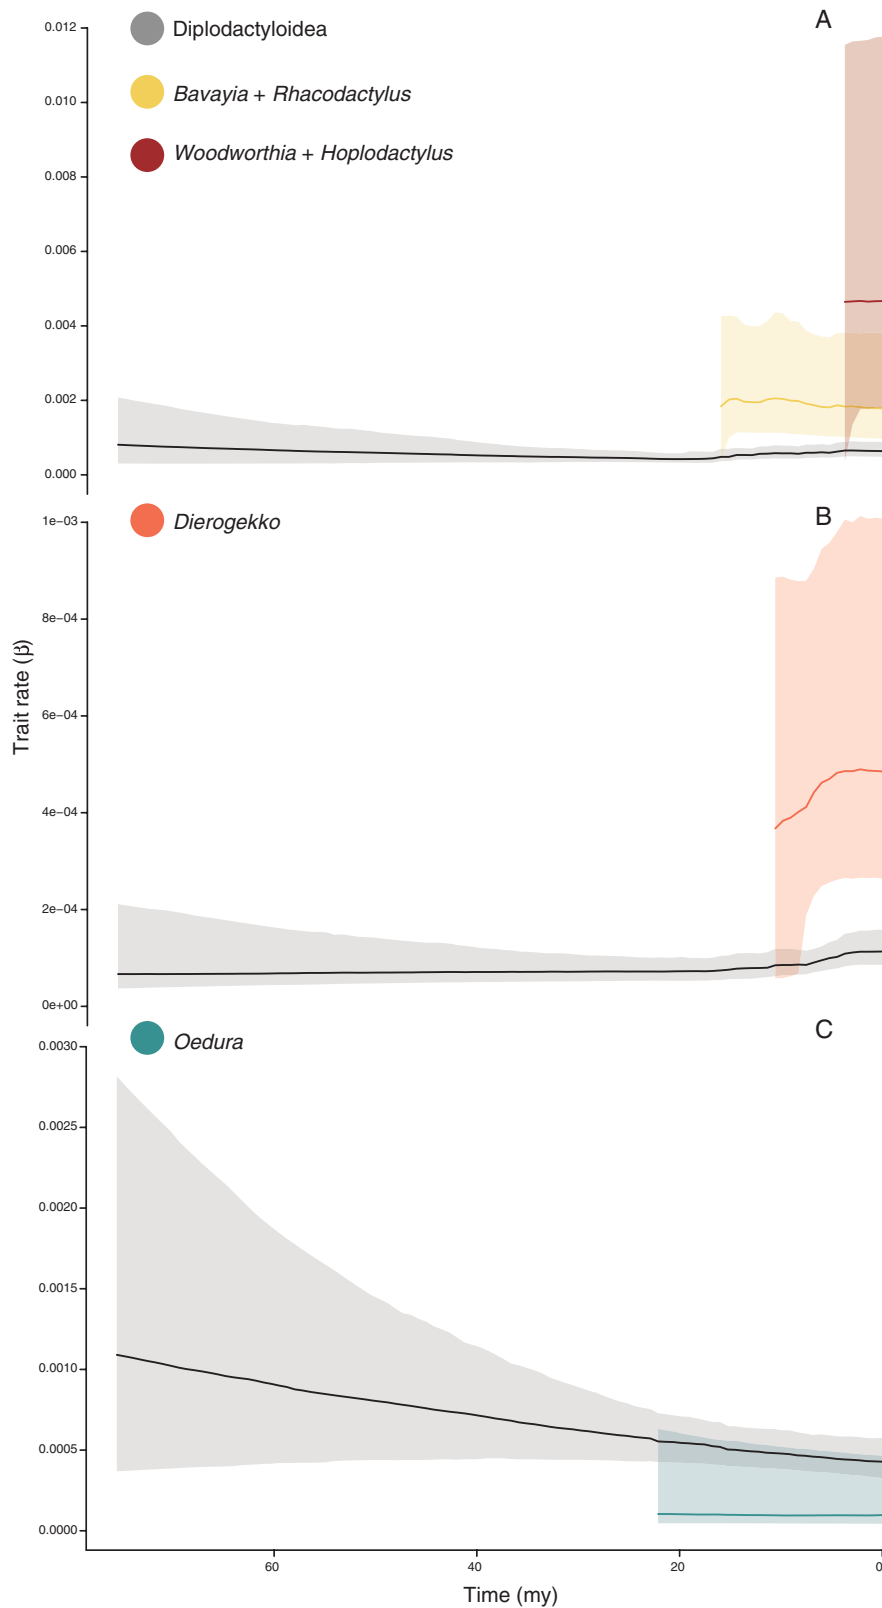 A
0.012
Diplodactyloidea
0.010
Bavayia + Rhacodactylus
0.008
Woodworthia + Hoplodactylus
0.006
0.004
0.002
0.000
B
1e−03
Dierogekko
8e−04
6e−04
Trait rate (β)
4e−04
2e−04
0e+00
C
0.0030
Oedura
0.0025
0.0020
0.0015
0.0010
0.0005
0.0000
60 40 20 0
Time (my)